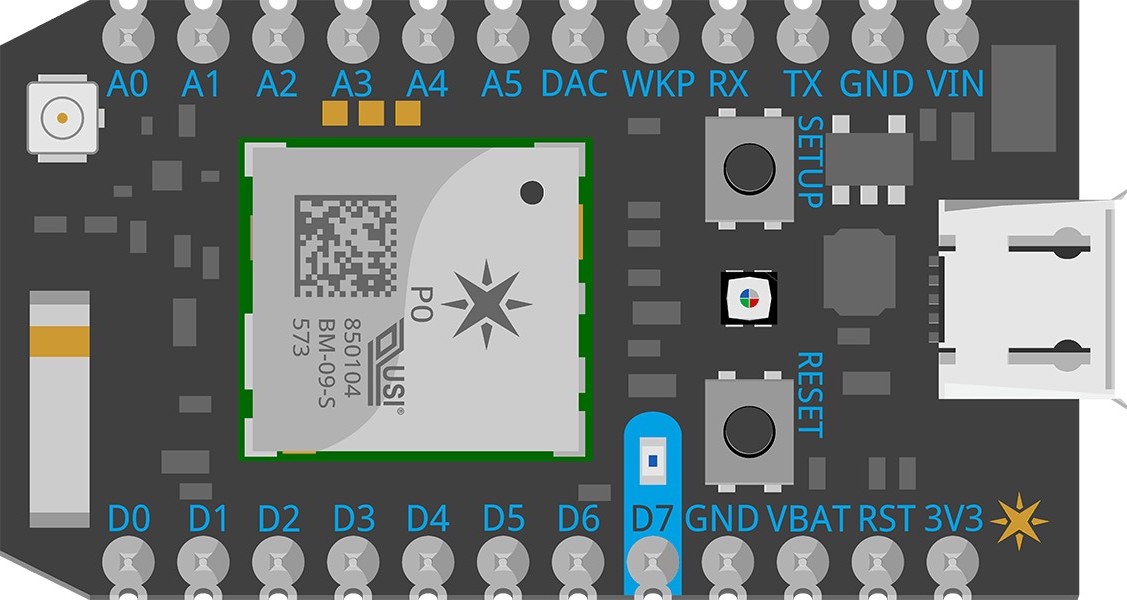 A0 A1 A2 A3 A4 A5 DAC WKP RX TX GND VIN
SETUP
P0
USI®
850104
BM-09-S
573
RESET
D0 D1 D2 D3 D4 D5 D6 D7 GND VBAT RST 3V3